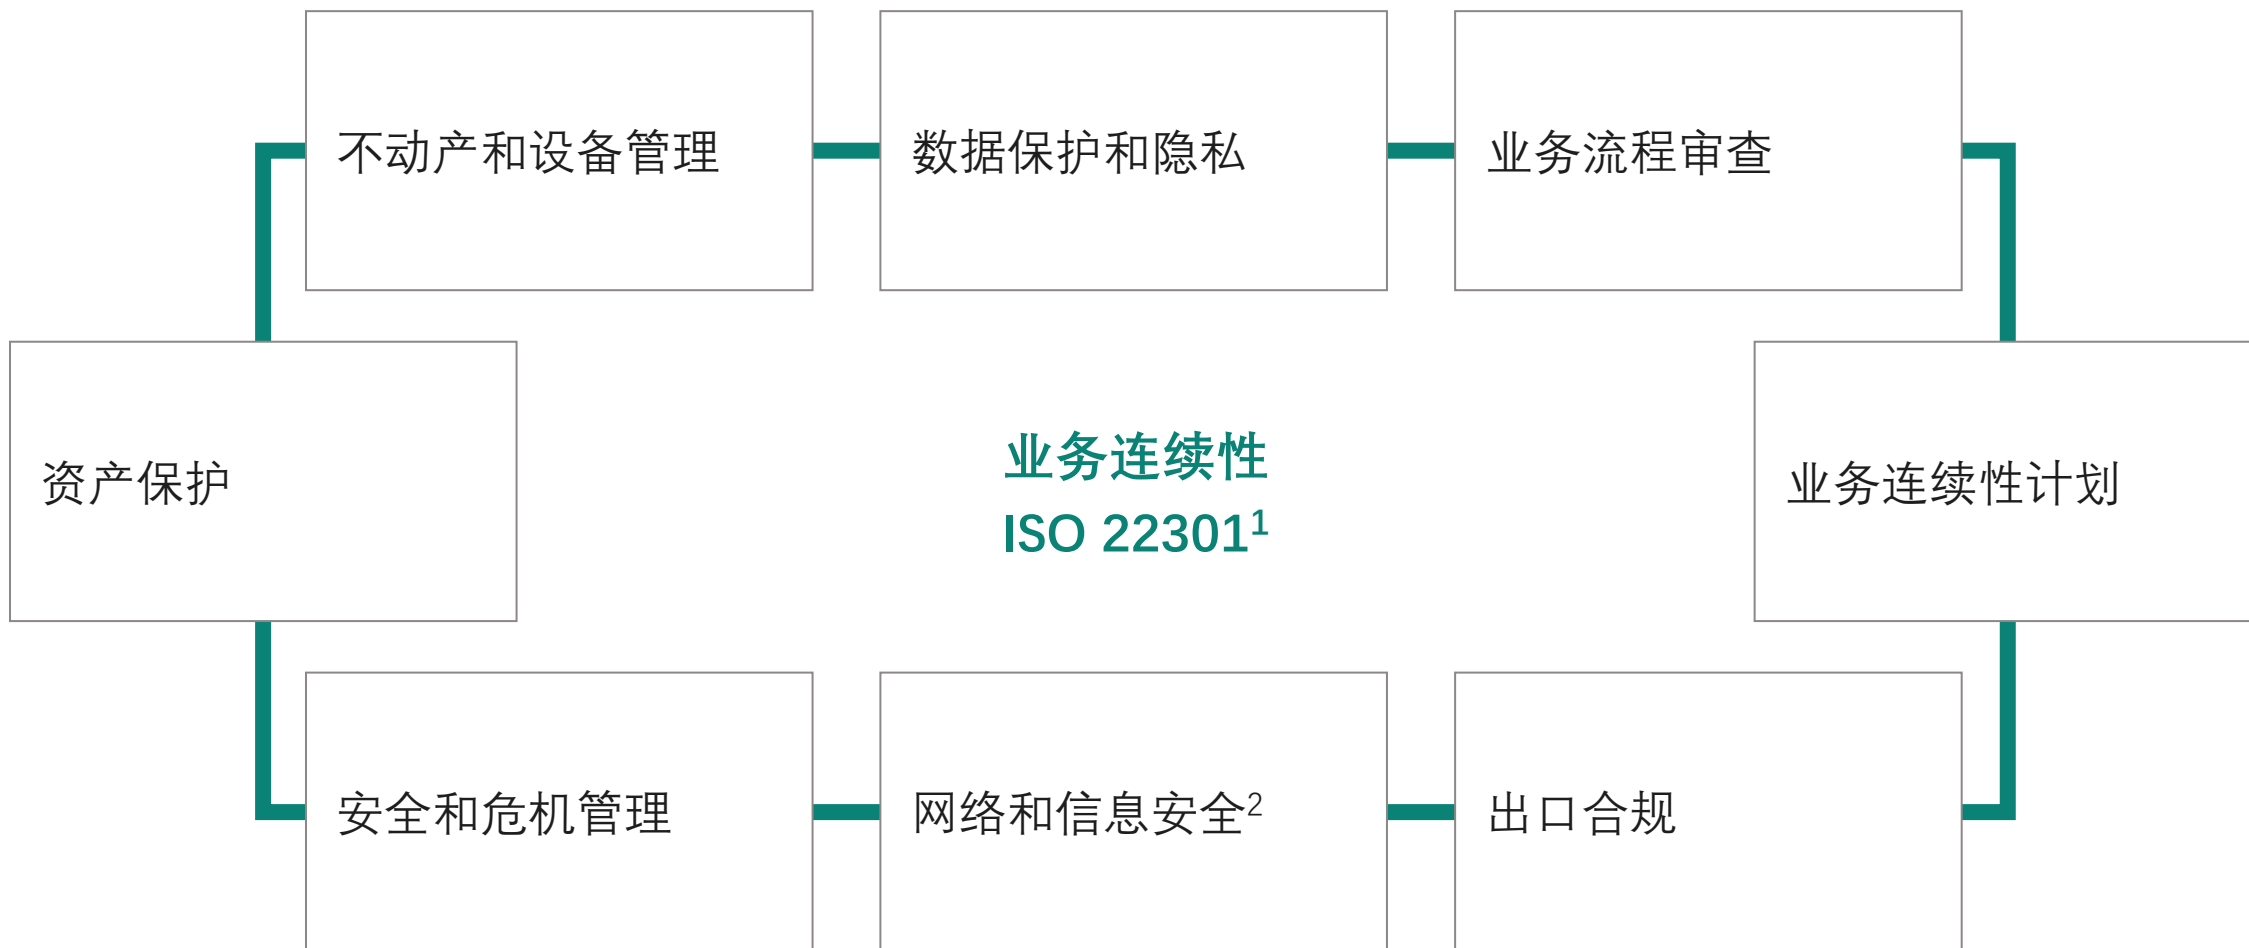 不动产和设备管理
数据保护和隐私
业务流程审查
资产保护
业务连续性
ISO 22301¹
业务连续性计划
安全和危机管理
网络和信息安全²
出口合规